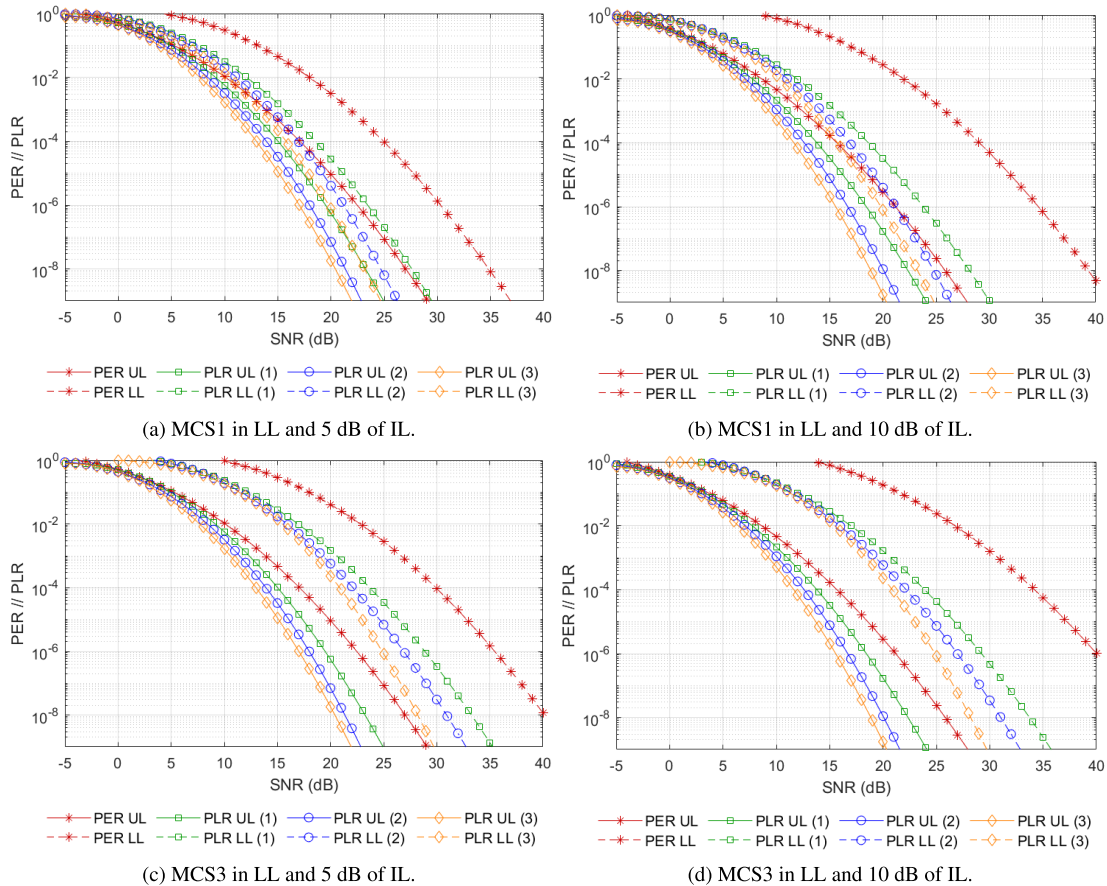 10^0
10^-2
10^-4
10^-6
10^-8
PER // PLR
-5 0 5 10 15 20 25 30 35 40
SNR (dB)
PER UL PLR UL (1) PLR UL (2) PLR UL (3)
PER LL PLR LL (1) PLR LL (2) PLR LL (3)
(a) MCS1 in LL and 5 dB of IL.
10^0
10^-2
10^-4
10^-6
10^-8
PER // PLR
-5 0 5 10 15 20 25 30 35 40
SNR (dB)
PER UL PLR UL (1) PLR UL (2) PLR UL (3)
PER LL PLR LL (1) PLR LL (2) PLR LL (3)
(b) MCS1 in LL and 10 dB of IL.
10^0
10^-2
10^-4
10^-6
10^-8
PER // PLR
-5 0 5 10 15 20 25 30 35 40
SNR (dB)
PER UL PLR UL (1) PLR UL (2) PLR UL (3)
PER LL PLR LL (1) PLR LL (2) PLR LL (3)
(c) MCS3 in LL and 5 dB of IL.
10^0
10^-2
10^-4
10^-6
10^-8
PER // PLR
-5 0 5 10 15 20 25 30 35 40
SNR (dB)
PER UL PLR UL (1) PLR UL (2) PLR UL (3)
PER LL PLR LL (1) PLR LL (2) PLR LL (3)
(d) MCS3 in LL and 10 dB of IL.